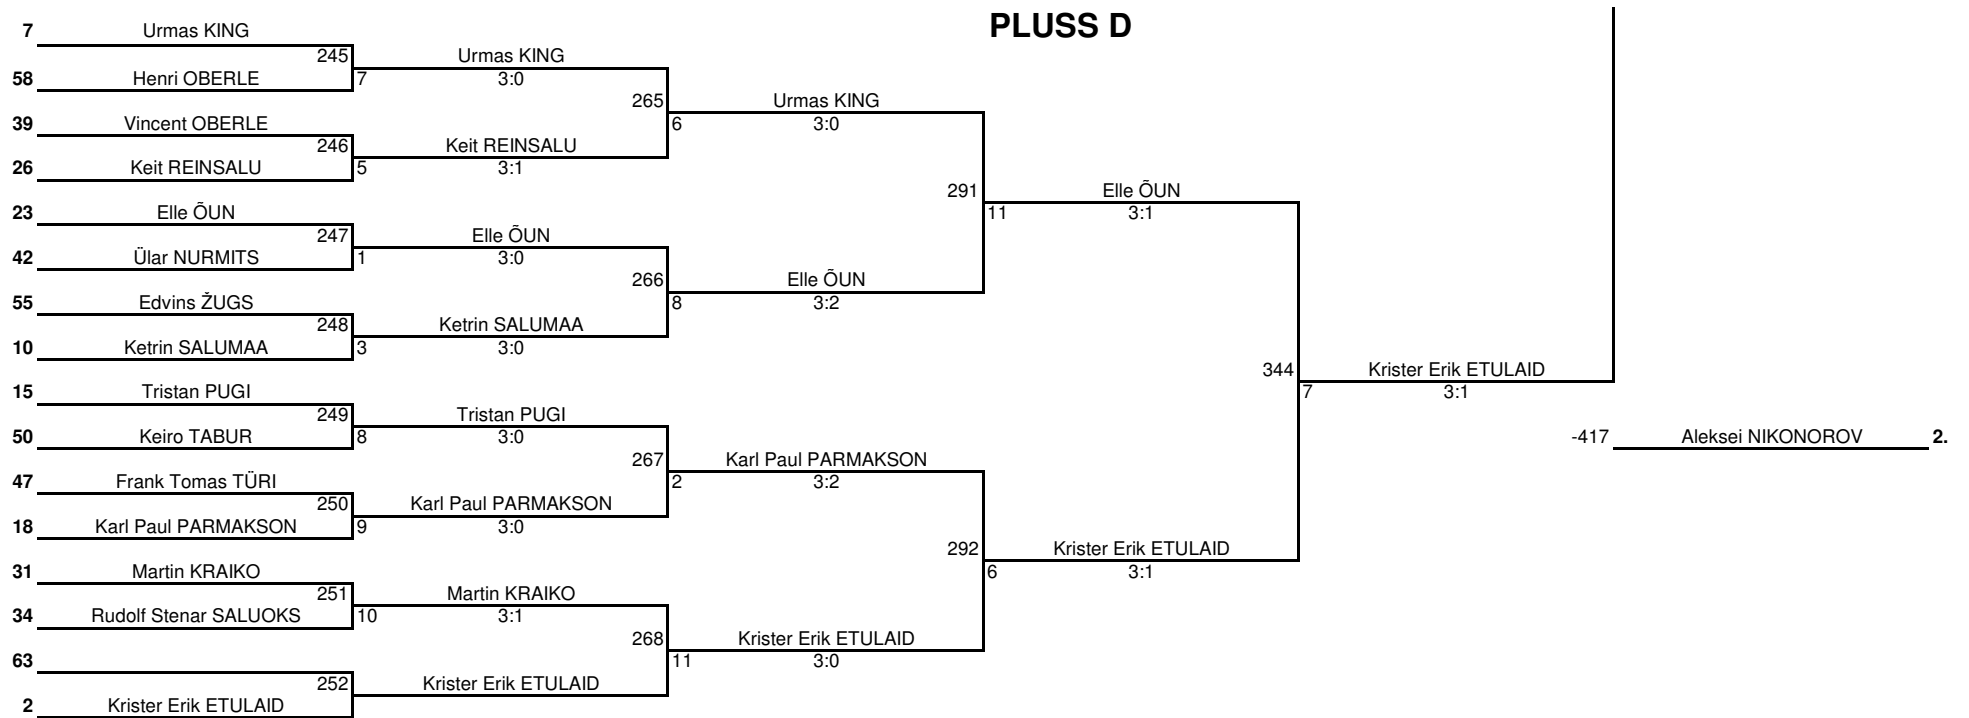 PLUSS D
7 Urmas KING
245 Urmas KING
58 Henri OBERLE 7 3:0
265 Urmas KING
39 Vincent OBERLE 6 3:0
246 Keit REINSALU
26 Keit REINSALU 5 3:1
291 Elle ÕUN
23 Elle ÕUN 11 3:1
247 Elle ÕUN
42 Ülar NURMITS 1 3:0
266 Elle ÕUN
55 Edvins ŽUGS 8 3:2
248 Ketrin SALUMAA
10 Ketrin SALUMAA 3 3:0
344 Krister Erik ETULAID
15 Tristan PUGI 7 3:1
249 Tristan PUGI
50 Keiro TABUR 8 3:0 -417 Aleksei NIKONOROV 2.
267 Karl Paul PARMAKSON
47 Frank Tomas TÜRI 2 3:2
250 Karl Paul PARMAKSON
18 Karl Paul PARMAKSON 9 3:0
292 Krister Erik ETULAID
31 Martin KRAIKO 6 3:1
251 Martin KRAIKO
34 Rudolf Stenar SALUOKS 10 3:1
268 Krister Erik ETULAID
63 11 3:0
252 Krister Erik ETULAID
2 Krister Erik ETULAID